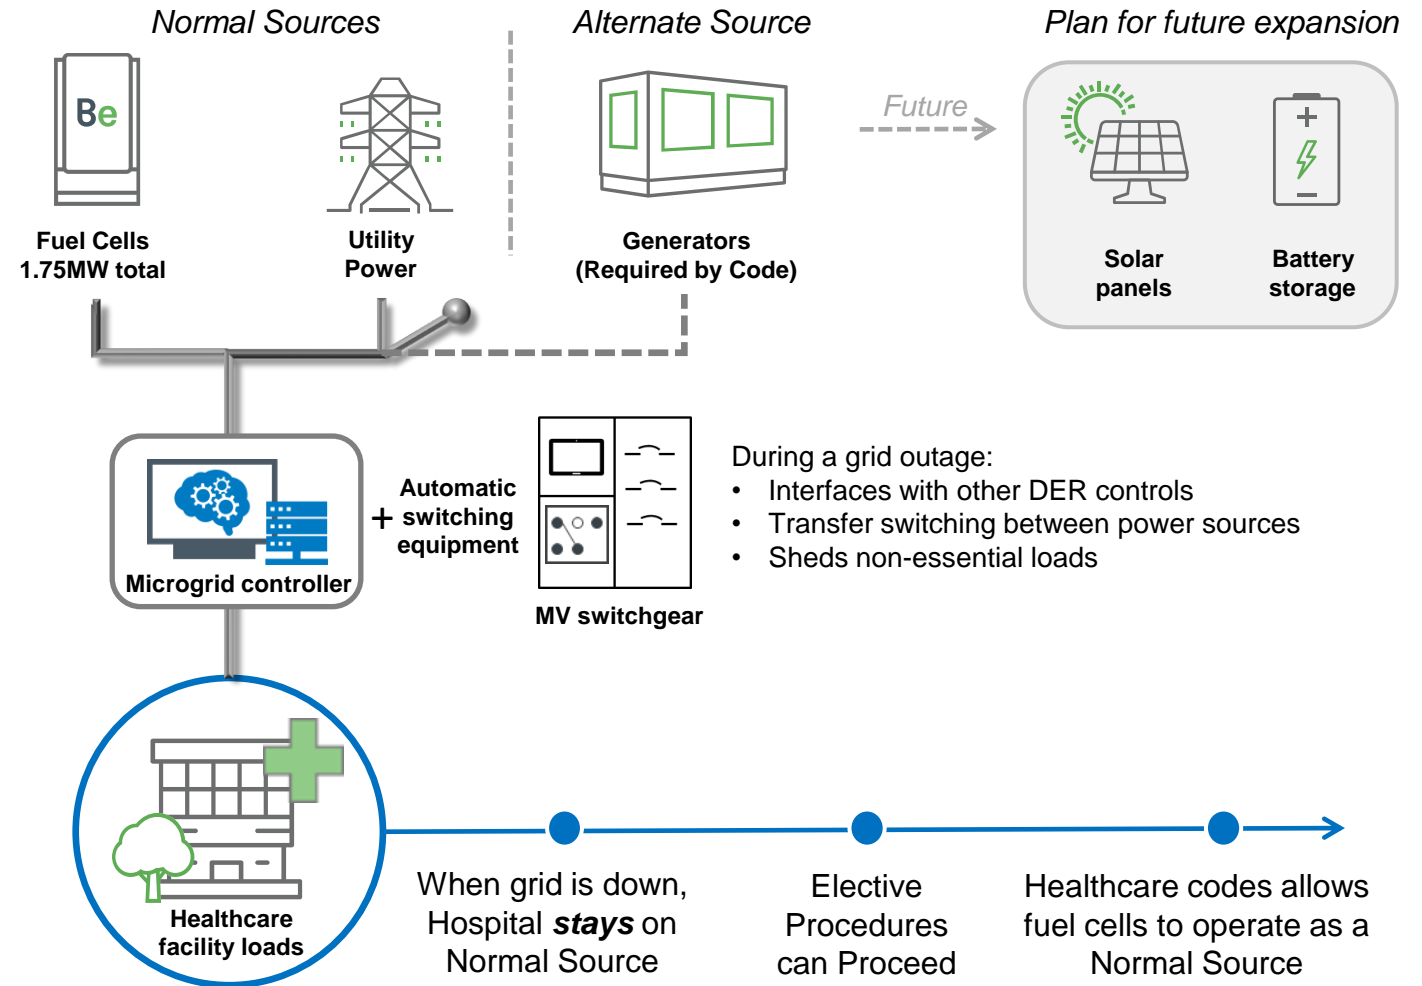 Normal Sources
Alternate Source
Plan for future expansion
Be
Future
Fuel Cells
1.75MW total
Utility
Power
Generators
(Required by Code)
Solar
panels
Battery
storage
Microgrid controller
+
Automatic
switching
equipment
MV switchgear
During a grid outage:
• Interfaces with other DER controls
• Transfer switching between power sources
• Sheds non-essential loads
Healthcare
facility loads
When grid is down,
Hospital stays on
Normal Source
Elective
Procedures
can Proceed
Healthcare codes allows
fuel cells to operate as a
Normal Source